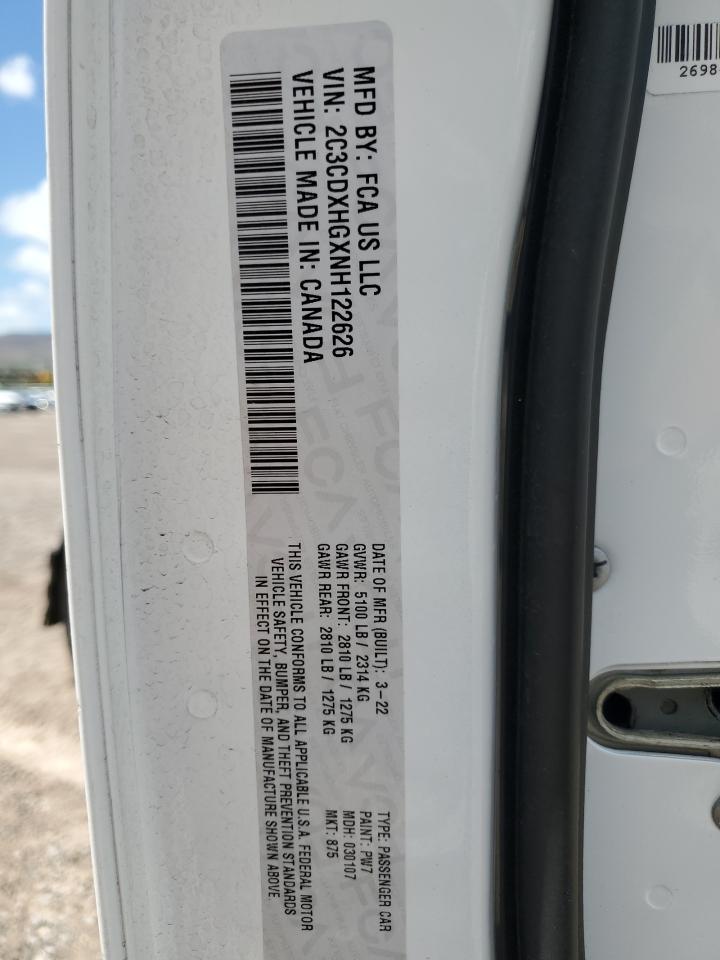 MFD BY: FCA US LLC
VIN: 2C3CDXHGXNH122626
VEHICLE MADE IN: CANADA
DATE OF MFR (BUILT): 3-22
GVWR: 5100 LB / 2314 KG
GAWR FRONT: 2810 LB / 1275 KG
GAWR REAR: 2810 LB / 1275 KG
TYPE: PASSENGER CAR
PAINT: PW7
MDH: 030107
MKT: 875
THIS VEHICLE CONFORMS TO ALL APPLICABLE U.S.A. FEDERAL MOTOR
VEHICLE SAFETY, BUMPER, AND THEFT PREVENTION STANDARDS
IN EFFECT ON THE DATE OF MANUFACTURE SHOWN ABOVE
FCA
2698